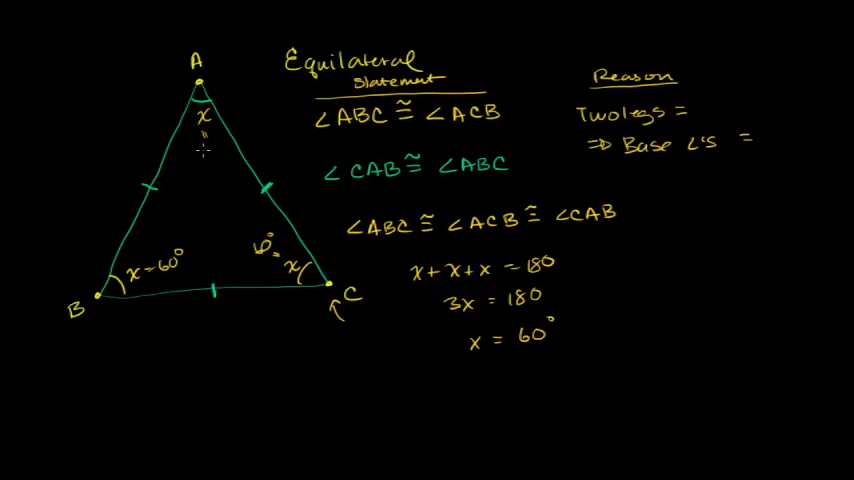 A
Equilateral
Statement
Reason
∠ABC ≅ ∠ACB
Two legs =
⇒ Base ∠'s =
x
"
∠CAB ≅ ∠ABC
∠ABC ≅ ∠ACB ≅ ∠CAB
x = 60°
60° = x
x + x + x = 180
3x = 180
x = 60°
B
C